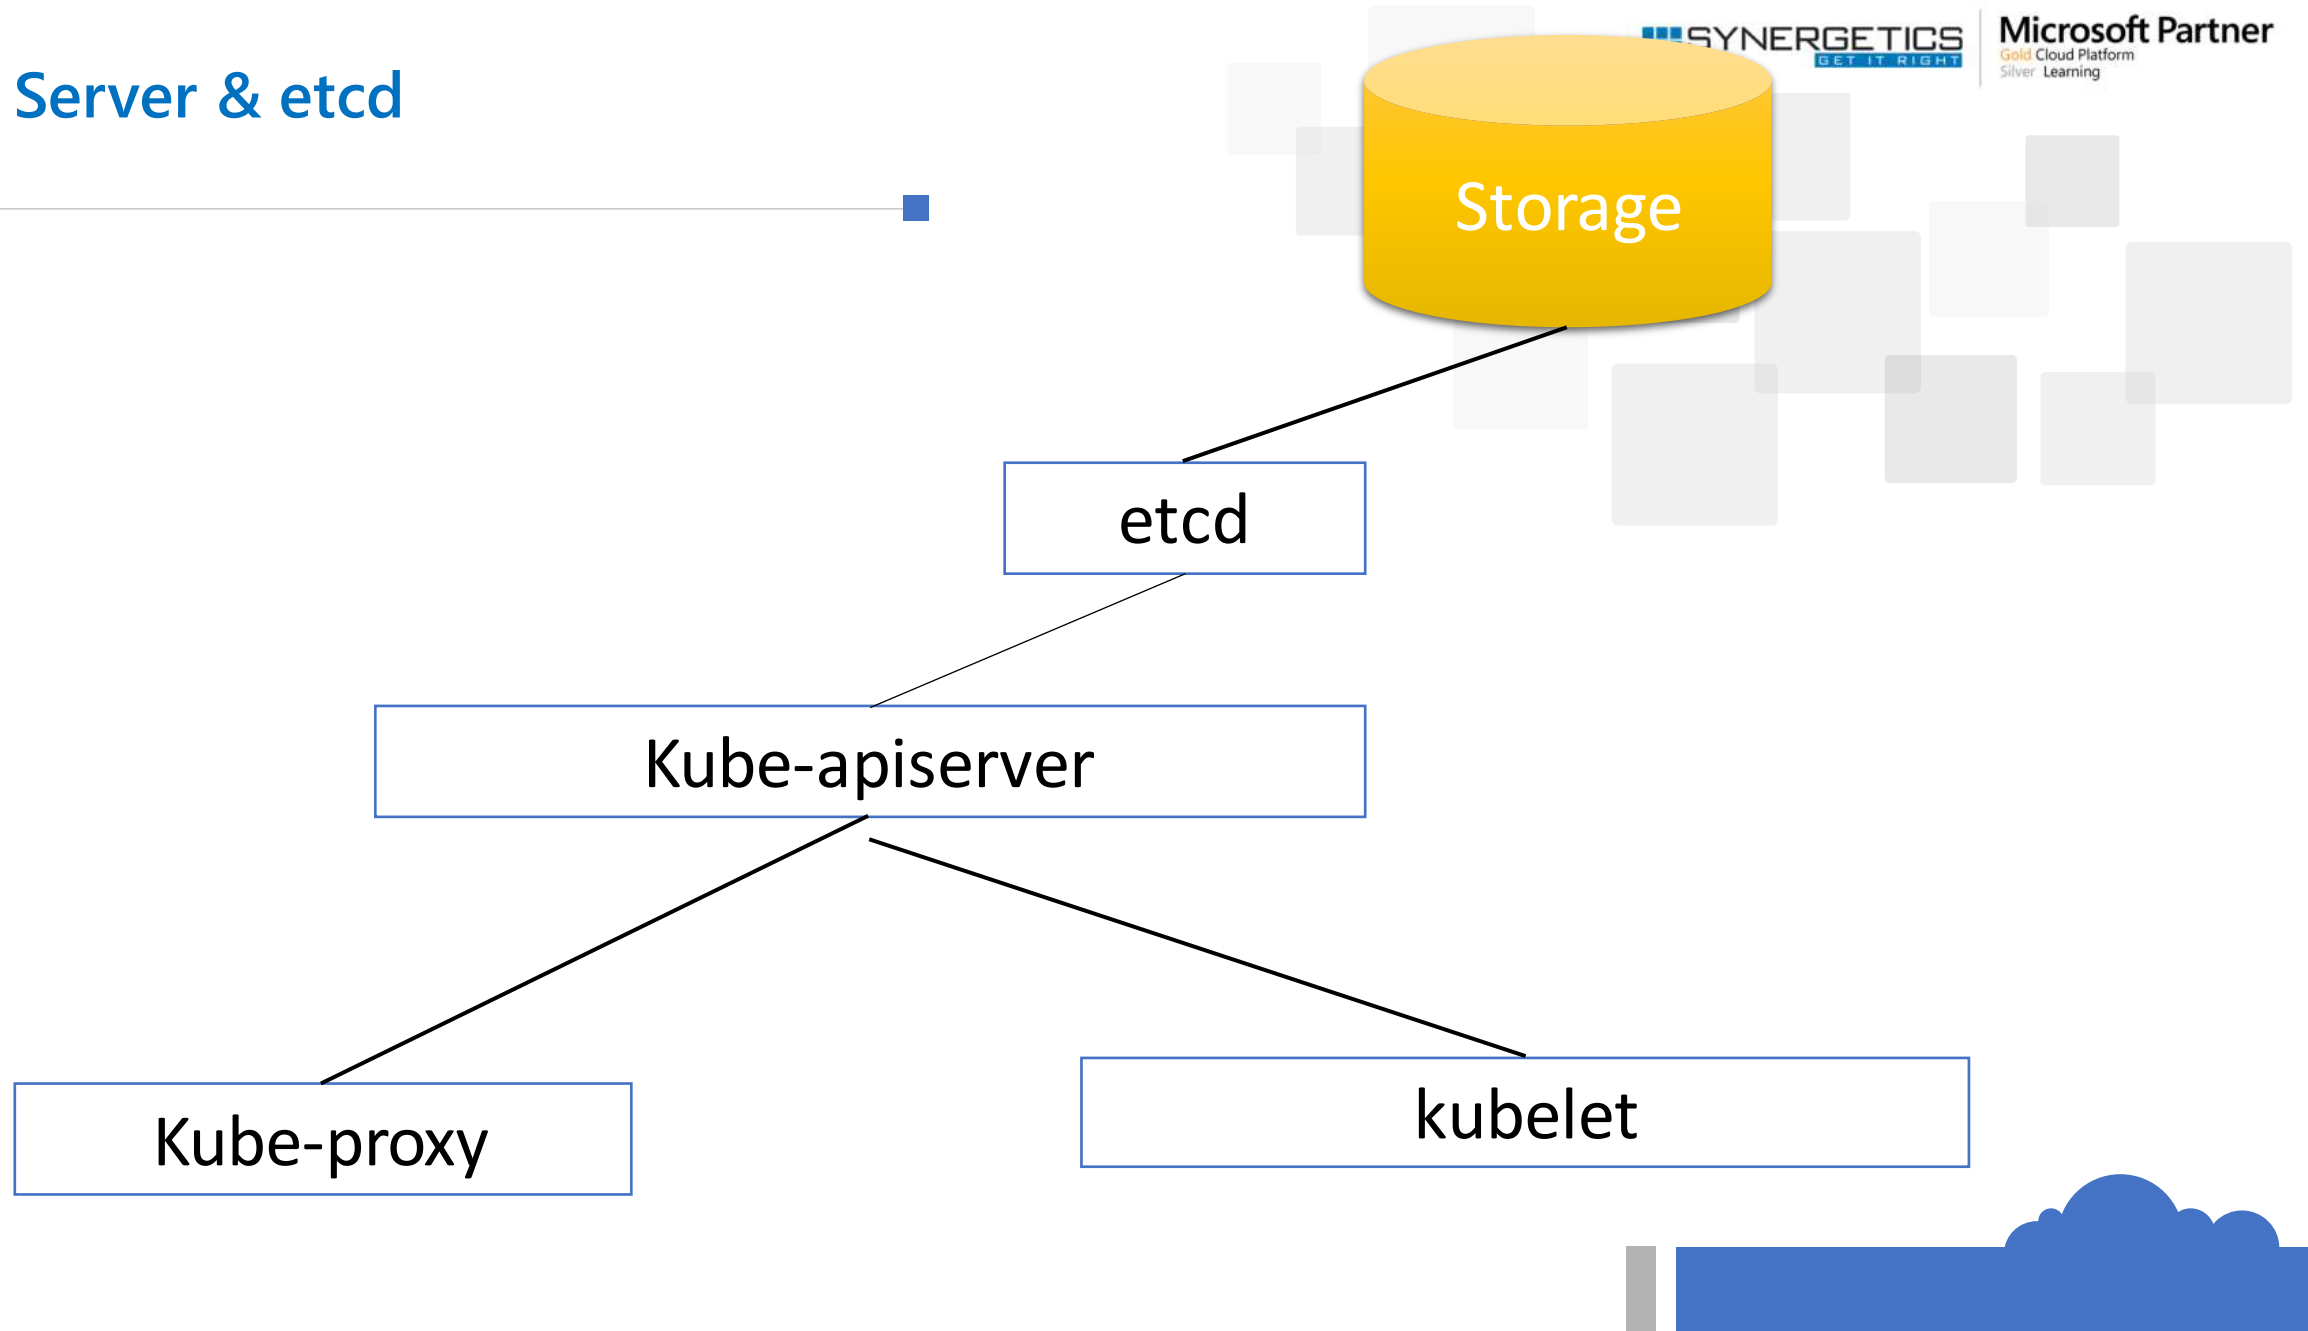 SYNERGETICS
GET IT RIGHT
Microsoft Partner
Gold Cloud Platform
Silver Learning
Server & etcd
Storage
etcd
Kube-apiserver
Kube-proxy
kubelet